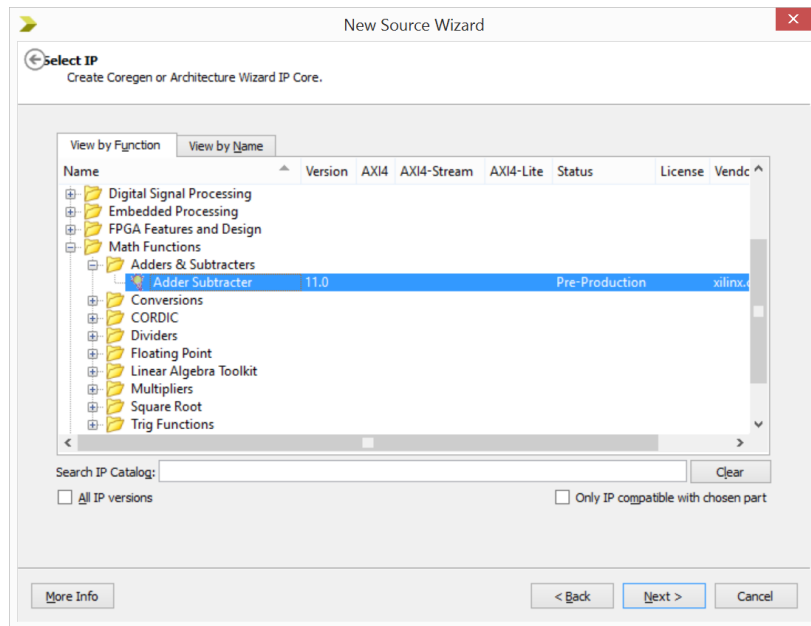 New Source Wizard
Select IP
Create Coregen or Architecture Wizard IP Core.
View by Function View by Name
Name Version AXI4 AXI4-Stream AXI4-Lite Status License Vendc
Digital Signal Processing
Embedded Processing
FPGA Features and Design
Math Functions
Adders & Subtracters
Adder Subtracter 11.0 Pre-Production xilinx.c
Conversions
CORDIC
Dividers
Floating Point
Linear Algebra Toolkit
Multipliers
Square Root
Trig Functions
Search IP Catalog: Clear
All IP versions Only IP compatible with chosen part
More Info < Back Next > Cancel